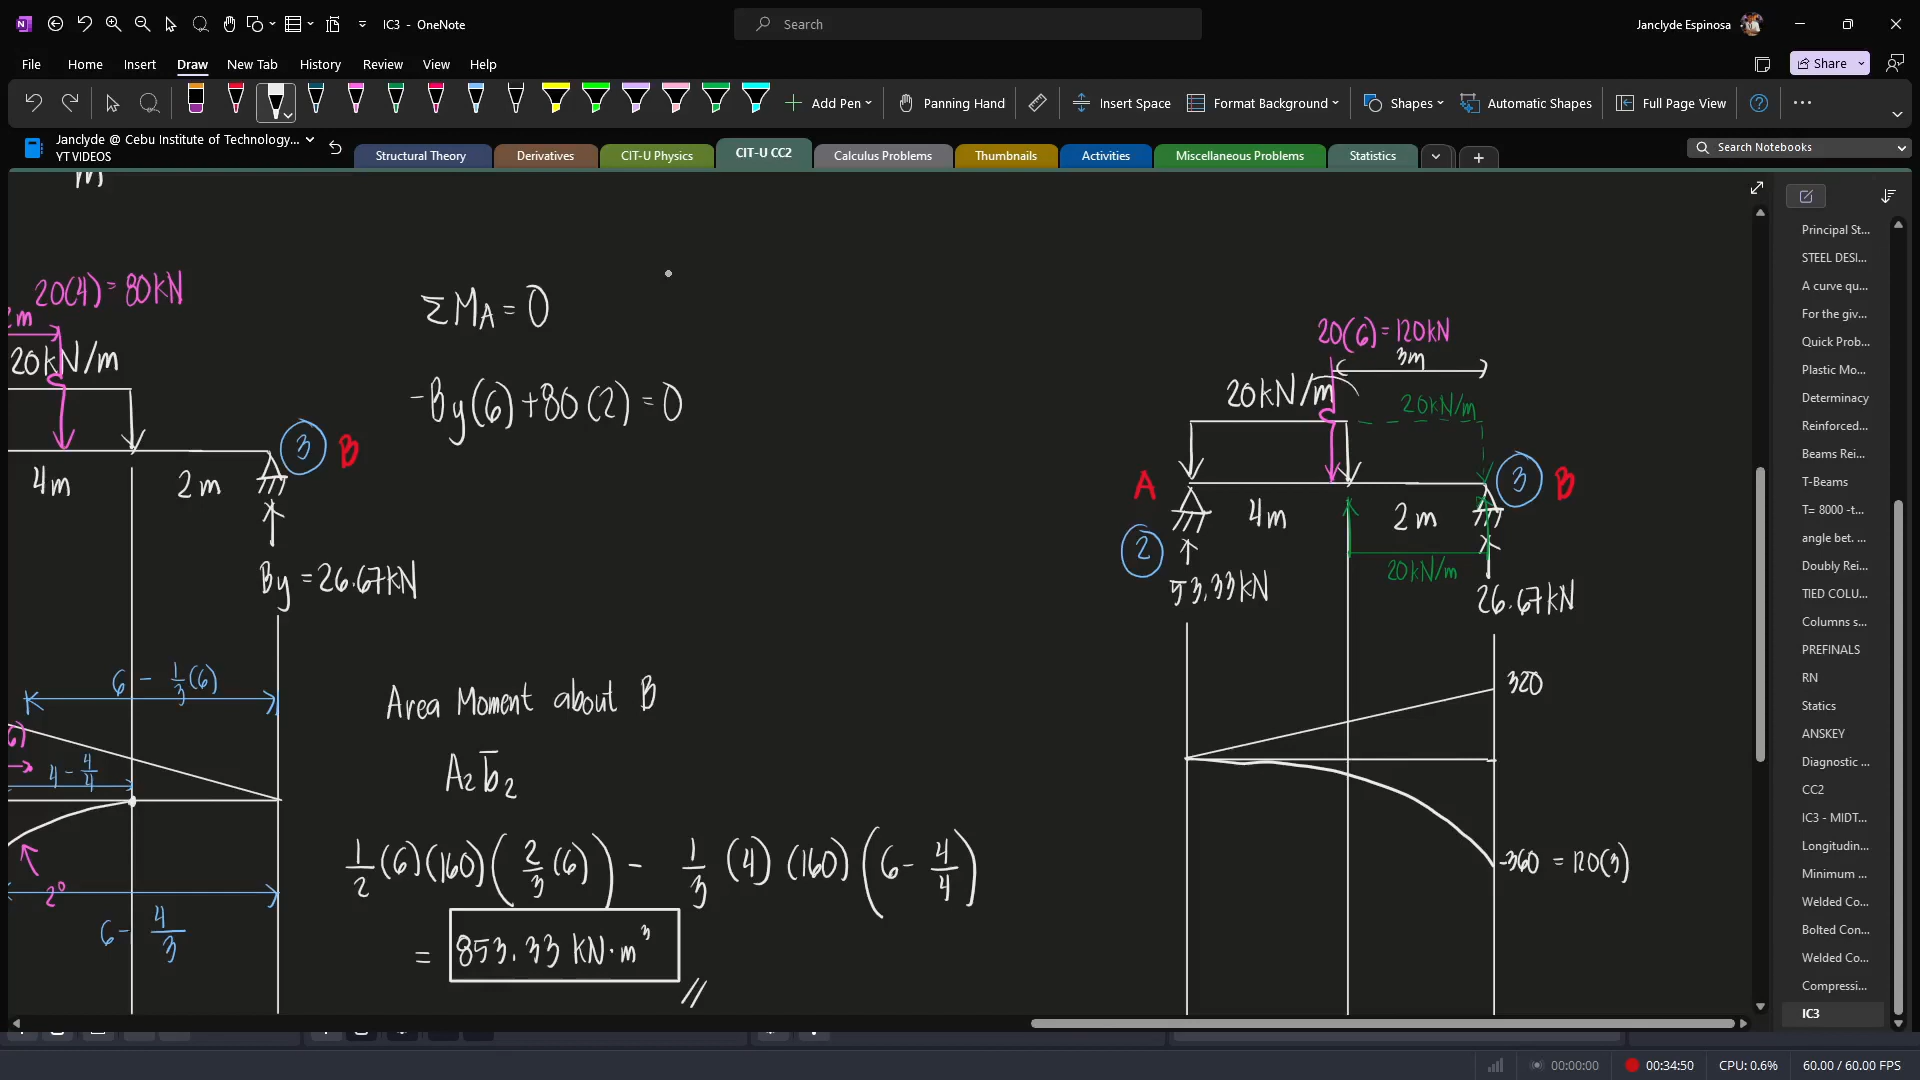 IC3 - OneNote
Search
Janclyde Espinosa
File Home Insert Draw New Tab History Review View Help
Share
Add Pen Panning Hand Insert Space Format Background Shapes Automatic Shapes Full Page View
Janclyde @ Cebu Institute of Technology...
YT VIDEOS
Structural Theory Derivatives CIT-U Physics CIT-U CC2 Calculus Problems Thumbnails Activities Miscellaneous Problems Statistics
Search Notebooks
m
20(4) = 80kN
2m
20kN/m
4m
2m
3 B
By = 26.67kN
ΣMA = 0
-By(6)+80(2) = 0
6 - 1/3(6)
4 - 4/4
2°
6 - 4/3
Area Moment about B
A2 b̅2
1/2 (6)(160)(2/3 (6)) - 1/3 (4)(160)(6 - 4/4)
= 853.33 KN·m³
20(6) = 120kN
3m
20kN/m
20kN/m
A
3 B
4m
2m
2
20kN/m
53.33kN
26.67kN
320
-360 = 120(3)
Principal St...
STEEL DESI...
A curve qu...
For the giv...
Quick Prob...
Plastic Mo...
Determinacy
Reinforced...
Beams Rei...
T-Beams
T= 8000 -t...
angle bet. ...
Doubly Rei...
TIED COLU...
Columns s...
PREFINALS
RN
Statics
ANSKEY
Diagnostic ...
CC2
IC3 - MIDT...
Longitudin...
Minimum ...
Welded Co...
Bolted Con...
Welded Co...
Compressi...
IC3
00:00:00
00:34:50
CPU: 0.6%
60.00 / 60.00 FPS